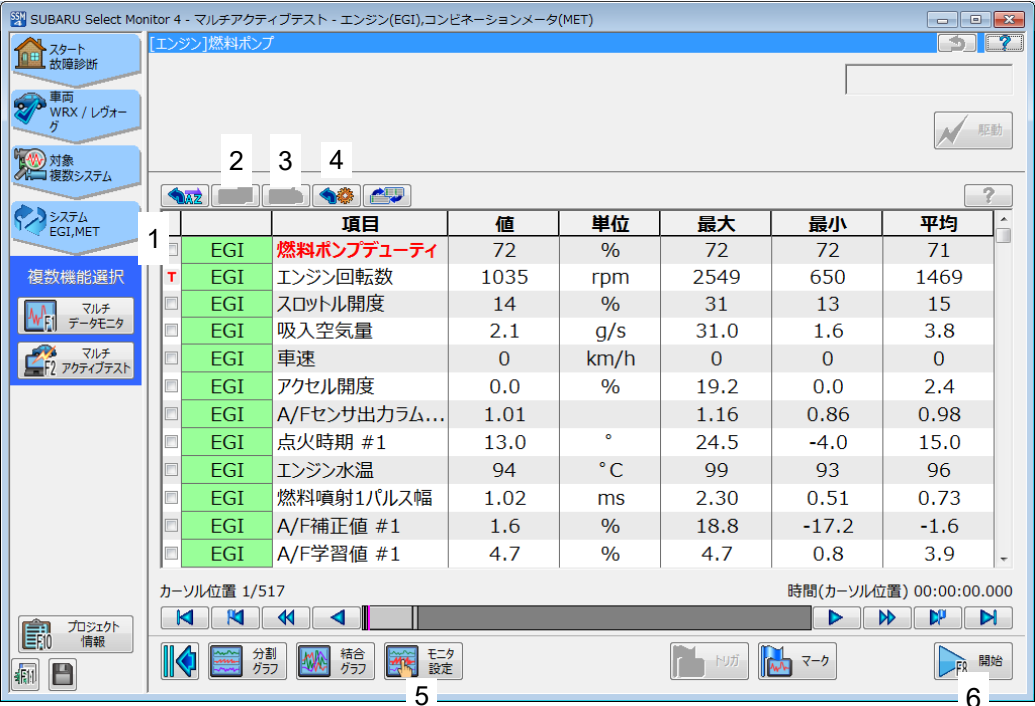 SUBARU Select Monitor 4 - マルチアクティブテスト - エンジン(EGI),コンビネーションメータ(MET)
スタート
故障診断
[エンジン]燃料ポンプ
?
車両
WRX / レヴォー
グ
駆動
対象
複数システム
2 3 4
AZ
?
システム
EGI,MET
1
項目 値 単位 最大 最小 平均
EGI 燃料ポンプデューティ 72 % 72 72 71
T EGI エンジン回転数 1035 rpm 2549 650 1469
EGI スロットル開度 14 % 31 13 15
EGI 吸入空気量 2.1 g/s 31.0 1.6 3.8
EGI 車速 0 km/h 0 0 0
EGI アクセル開度 0.0 % 19.2 0.0 2.4
EGI A/Fセンサ出力ラム... 1.01 1.16 0.86 0.98
EGI 点火時期 #1 13.0 ° 24.5 -4.0 15.0
EGI エンジン水温 94 °C 99 93 96
EGI 燃料噴射1パルス幅 1.02 ms 2.30 0.51 0.73
EGI A/F補正値 #1 1.6 % 18.8 -17.2 -1.6
EGI A/F学習値 #1 4.7 % 4.7 0.8 3.9
複数機能選択
F1 マルチ
データモニタ
F2 マルチ
アクティブテスト
カーソル位置 1/517 時間(カーソル位置) 00:00:00.000
F10 プロジェクト
情報
F11
分割
グラフ
結合
グラフ
モニタ
設定
トリガ
マーク
F8 開始
5 6